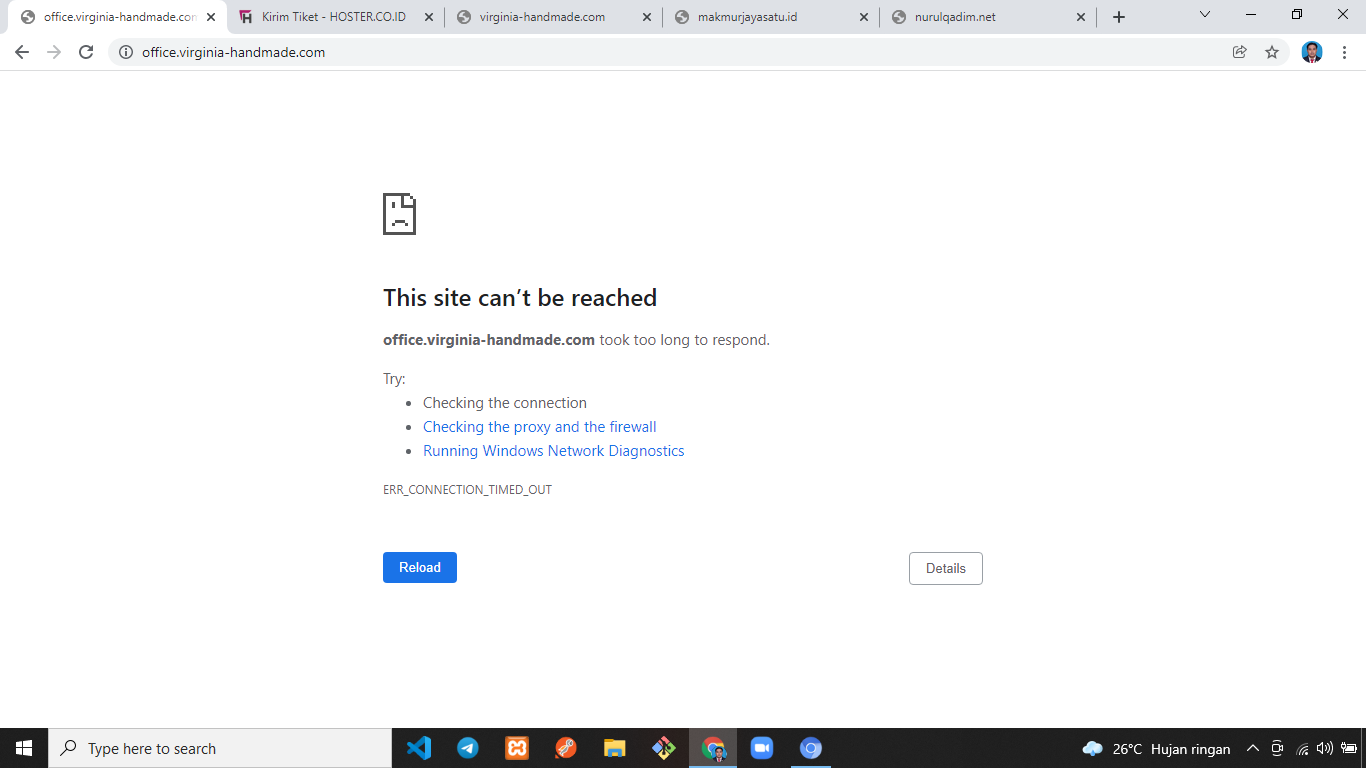 office.virginia-handmade.con
Kirim Tiket - HOSTER.CO.ID
virginia-handmade.com
makmurjayasatu.id
nurulqadim.net
office.virginia-handmade.com
This site can’t be reached
office.virginia-handmade.com took too long to respond.
Try:
• Checking the connection
• Checking the proxy and the firewall
• Running Windows Network Diagnostics
ERR_CONNECTION_TIMED_OUT
Reload
Details
Type here to search
26°C Hujan ringan